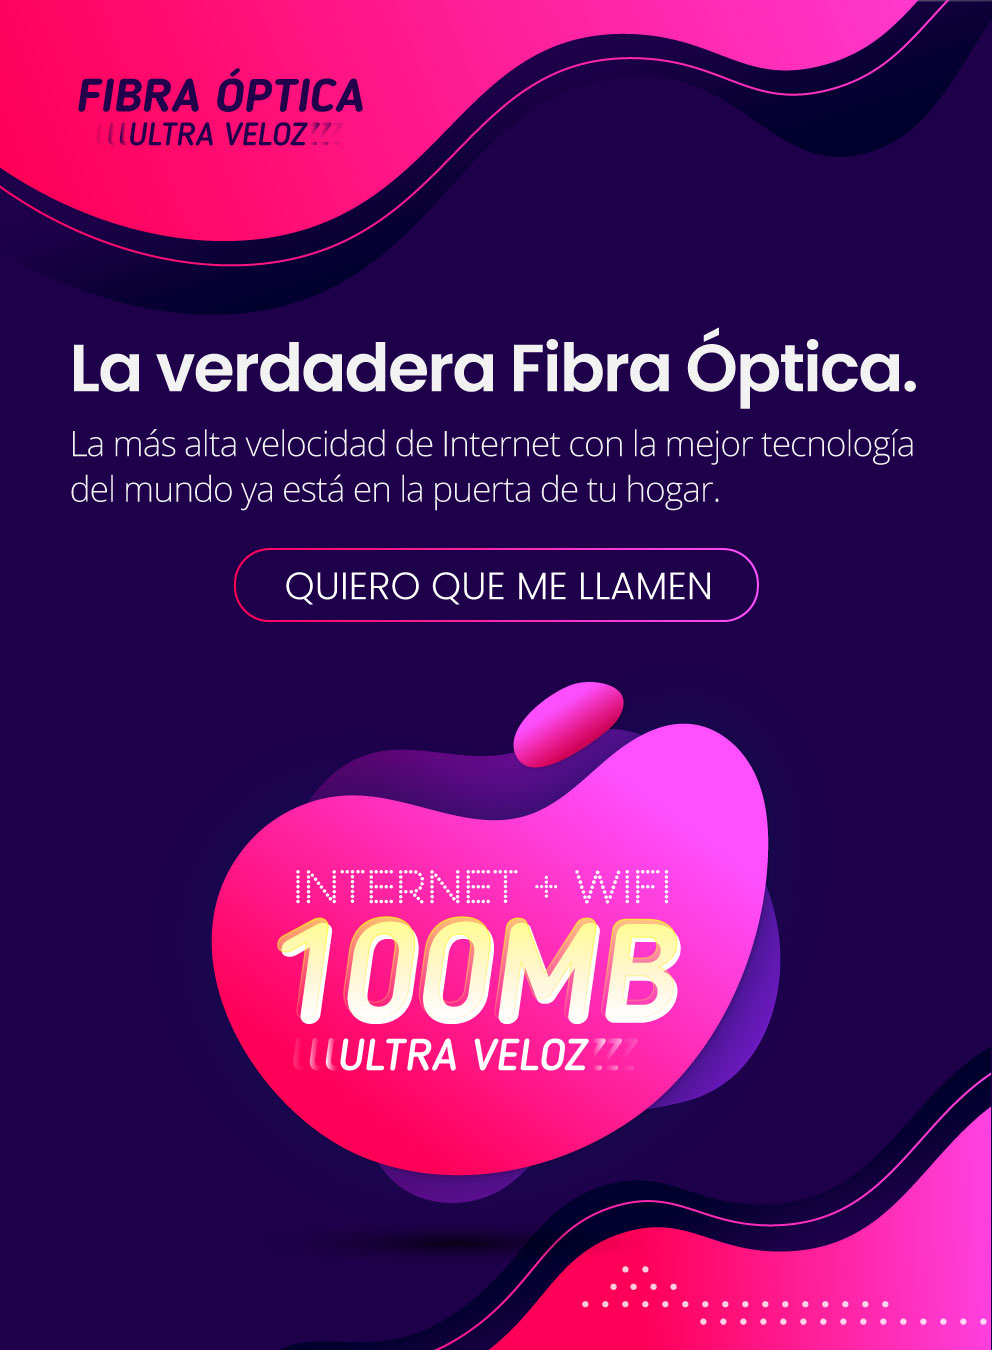 FIBRA ÓPTICA
ULTRA VELOZ
La verdadera Fibra Óptica.
La más alta velocidad de Internet con la mejor tecnología
del mundo ya está en la puerta de tu hogar.
QUIERO QUE ME LLAMEN
INTERNET + WIFI
100MB
ULTRA VELOZ